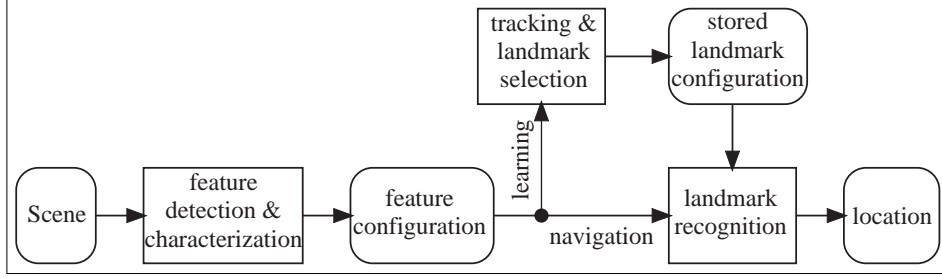 tracking &
landmark
selection
stored
landmark
configuration
learning
Scene
feature
detection &
characterization
feature
configuration
navigation
landmark
recognition
location